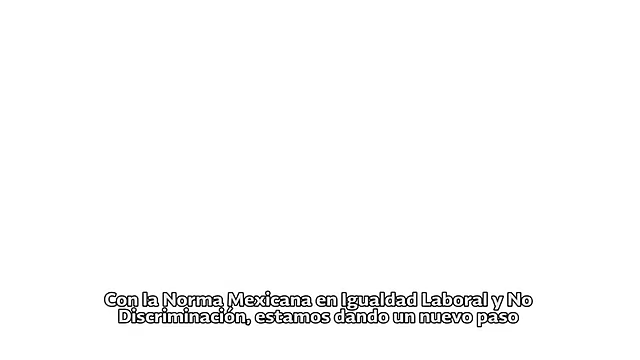 Con la Norma Mexicana en Igualdad Laboral y No
Discriminación, estamos dando un nuevo paso